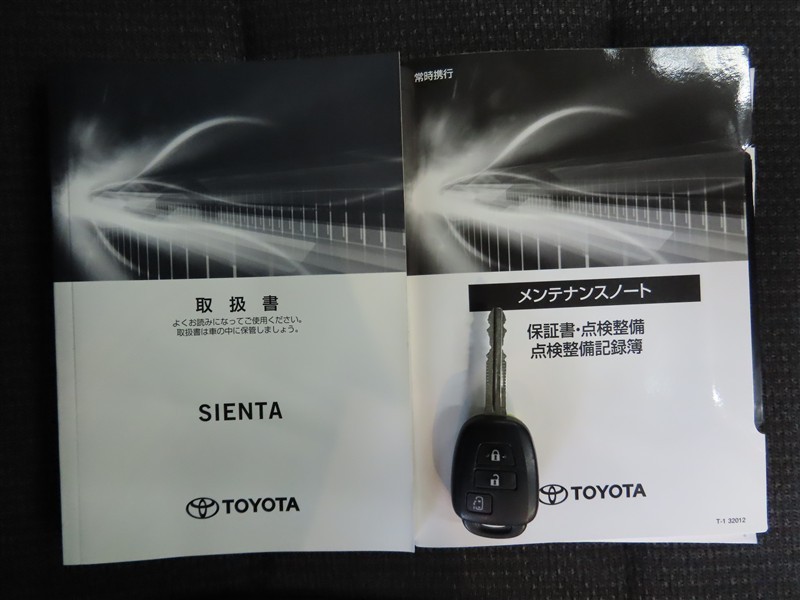 取扱書
よくお読みになってご使用ください。
取扱書は車の中に保管しましょう。
SIENTA
TOYOTA
常時携行
メンテナンスノート
保証書・点検整備
点検整備記録簿
TOYOTA
T-1 32012